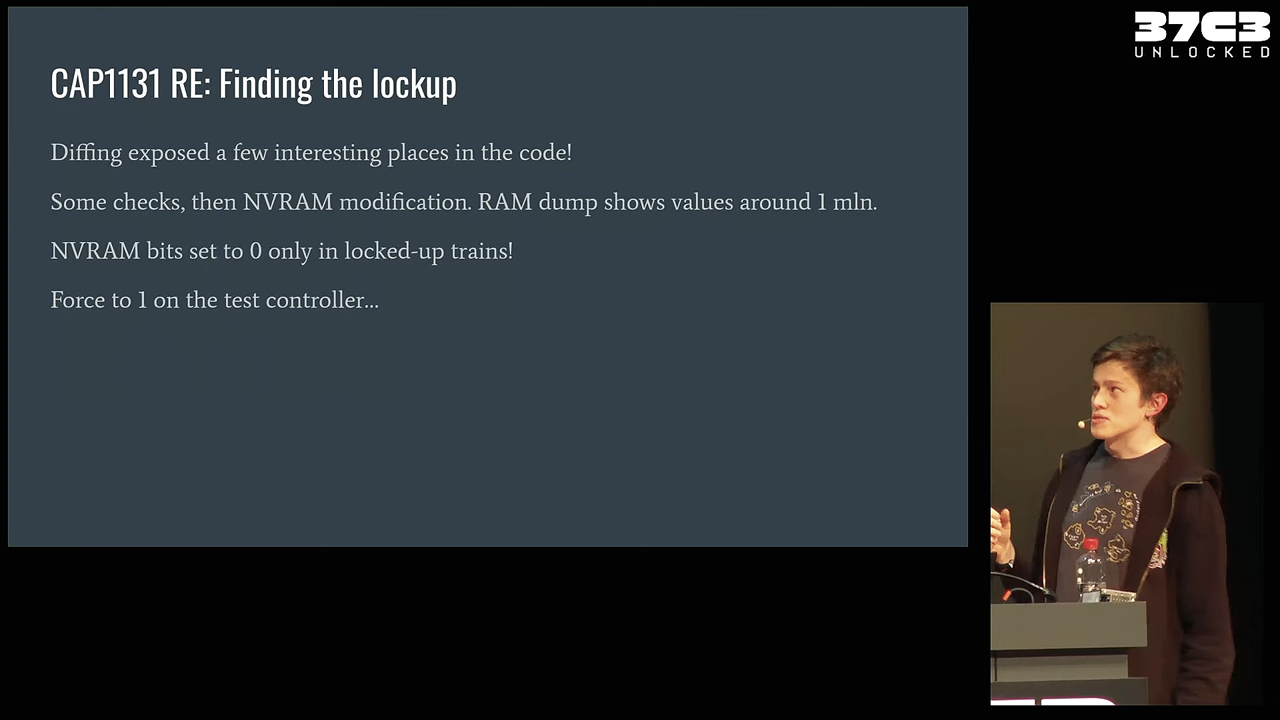 37C3
UNLOCKED
CAP1131 RE: Finding the lockup
Diffing exposed a few interesting places in the code!
Some checks, then NVRAM modification. RAM dump shows values around 1 mln.
NVRAM bits set to 0 only in locked-up trains!
Force to 1 on the test controller...